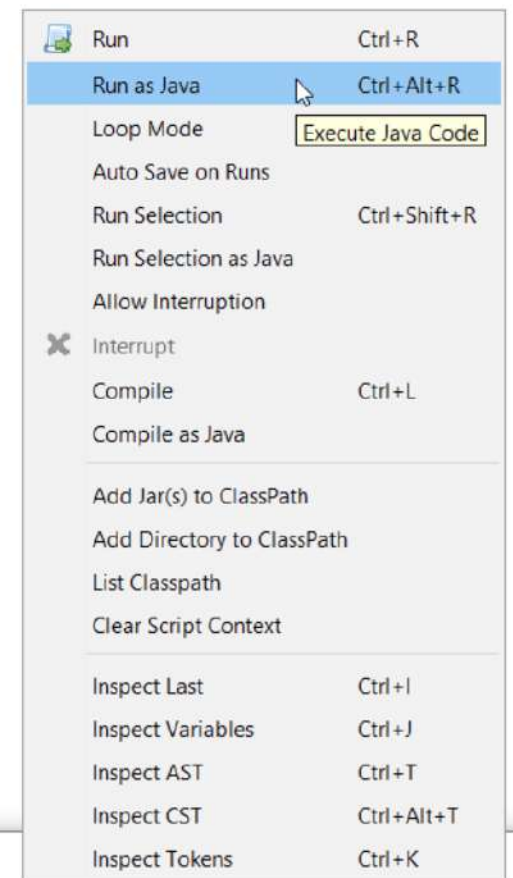 Run Ctrl+R
Run as Java Ctrl+Alt+R
Loop Mode Execute Java Code
Auto Save on Runs
Run Selection Ctrl+Shift+R
Run Selection as Java
Allow Interruption
Interrupt
Compile Ctrl+L
Compile as Java
Add Jar(s) to ClassPath
Add Directory to ClassPath
List Classpath
Clear Script Context
Inspect Last Ctrl+I
Inspect Variables Ctrl+J
Inspect AST Ctrl+T
Inspect CST Ctrl+Alt+T
Inspect Tokens Ctrl+K